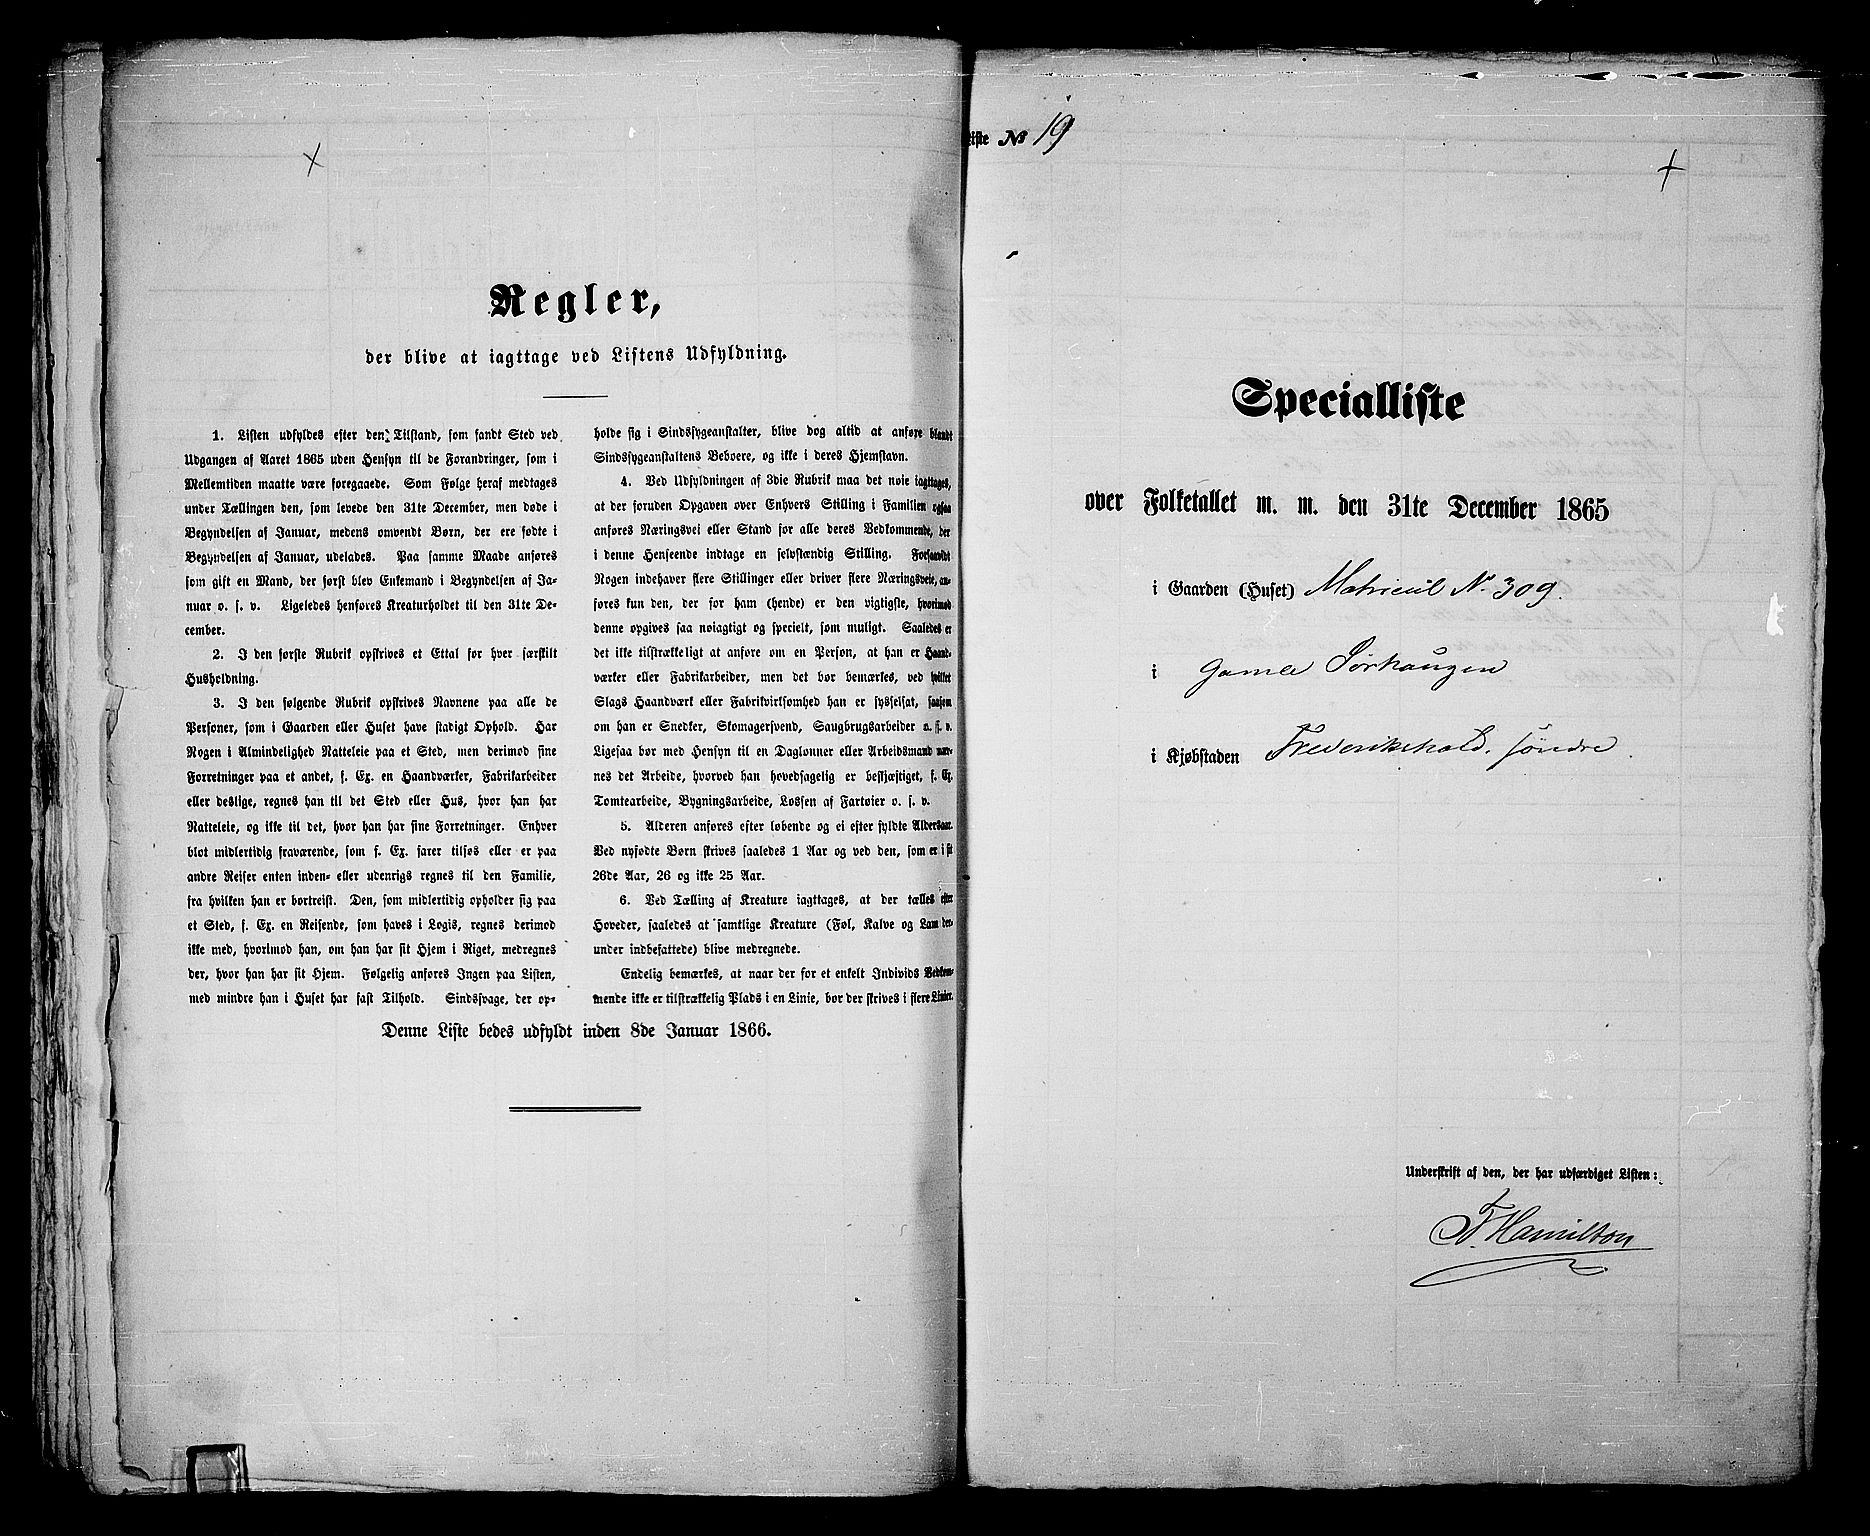 Regler,
der blive at iagttage ved Listens Udfyldning.
1. Listen udfyldes efter den Tilstand, som fandt Sted ved
Udgangen af Aaret 1865 uden Hensyn til de Forandringer, som i
Mellemtiden maatte være foregaaede. Som Følge heraf medtages
under Tællingen den, som levede den 31te December, men døde i
Begyndelsen af Januar, medens omvendt Børn, der ere fødte i
Begyndelsen af Januar, udelades. Paa samme Maade anføres
som gift en Mand, der først blev Enkemand i Begyndelsen af Ja-
nuar o. s. v. Ligeledes henføres Kreaturholdet til den 31te De-
cember.
2. I den første Rubrik opskrives et Ettal for hver særskilt
Husholdning.
3. I den følgende Rubrik opskrives Navnene paa alle de
Personer, som i Gaarden eller Huset have stadigt Ophold. Har
Nogen i Almindelighed Natteleie paa et Sted, men derimod sine
Forretninger paa et andet, f. Ex. en Haandværker, Fabrikarbeider
eller deslige, regnes han til det Sted eller Hus, hvor han har
Natteleie, og ikke til det, hvor han har sine Forretninger. Enhver
blot midlertidig fraværende, som f. Ex. farer tilsøs eller er paa
andre Reiser enten inden- eller udenrigs regnes til den Familie,
fra hvilken han er bortreist. Den, som midlertidig opholder sig paa
et Sted, f. Ex. en Reisende, som haves i Logis, regnes derimod
ikke med, hvorimod han, om han har sit Hjem i Riget, medregnes
der, hvor han har sit Hjem. Følgelig anføres Ingen paa Listen,
med mindre han i Huset har fast Tilhold. Sindssvage, der op-
holde sig i Sindssygeanstalter, blive dog altid at anføre blandt
Sindssygeanstaltens Beboere, og ikke i deres Hjemstavn.
4. Ved Udfyldningen af 3die Rubrik maa det nøie iagttages,
at der foruden Opgaven over Enhvers Stilling i Familien ogsaa
anføres Næringsvei eller Stand for alle deres Vedkommende, der
i denne Henseende indtage en selvstændig Stilling. Forsaavidt
Nogen indehaver flere Stillinger eller driver flere Næringsveie, an-
føres kun den, der for ham (hende) er den vigtigste, hvorimod
denne opgives saa nøiagtigt og specielt, som muligt. Saaledes er
det ikke tilstrækkeligt at anføre om en Person, at han er Haand-
værker eller Fabrikarbeider, men det bør bemærkes, ved hvilket
Slags Haandværk eller Fabrikvirksomhed han er sysselsat, saasom
om han er Snedker, Skomagersvend, Saugbrugsarbeider o. s. v.
Ligesaa bør med Hensyn til en Daglønner eller Arbeidsmand næv-
nes det Arbeide, hvorved han hovedsagelig er beskjæftiget, f. Ex.
Tomtearbeide, Bygningsarbeide, Lossen af Fartøier o. s. v.
5. Alderen anføres efter løbende og ei efter fyldte Aldersaar.
Ved nyfødte Børn skrives saaledes 1 Aar og ved den, som er i sit
26de Aar, 26 og ikke 25 Aar.
6. Ved Tælling af Kreature iagttages, at der tælles efter
Hoveder, saaledes at samtlige Kreature (Føl, Kalve og Lam der-
under indbefattede) blive medregnede.
Endelig bemærkes, at naar der for et enkelt Individs Vedkom-
mende ikke er tilstrækkelig Plads i en Linie, bør der skrives i flere Linier.
Denne Liste bedes udfyldt inden 8de Januar 1866.
Liste № 19
Specialliste
over Folketallet m. m. den 31te December 1865
i Gaarden (Huset) Matricul N. 309.
i Gamle Sørhaugen
i Kjøbstaden Frederikshald, søndre
Underskrift af den, der har udfærdiget Listen:
F. Hamilton